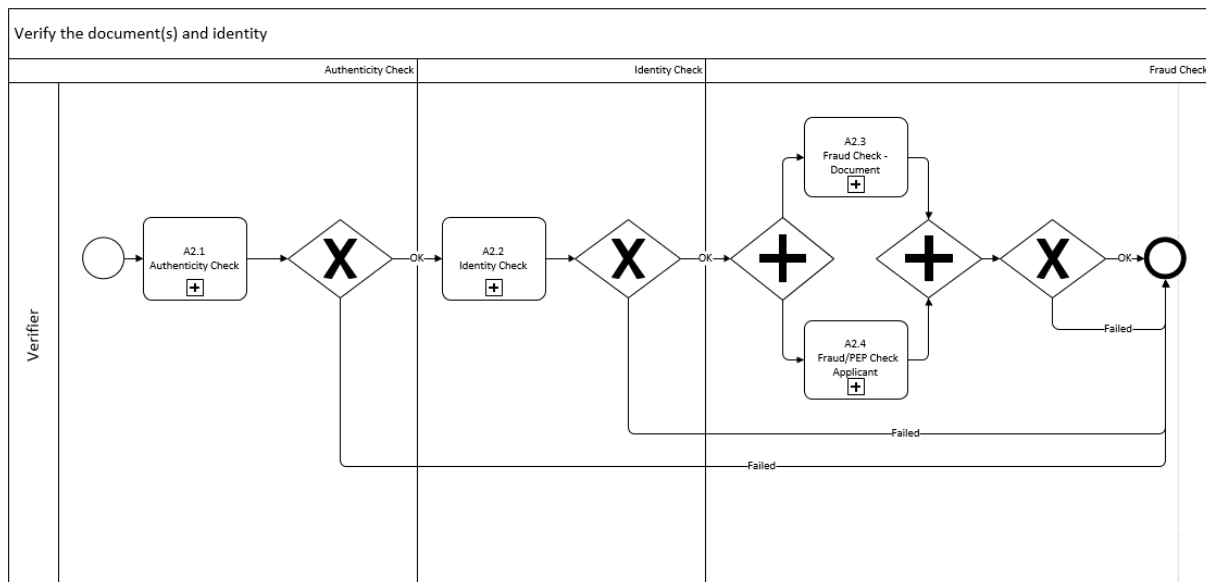 Verify the document(s) and identity
Authenticity Check
Identity Check
Fraud Check
Verifier
A2.1
Authenticity Check
OK
A2.2
Identity Check
OK
A2.3
Fraud Check -
Document
A2.4
Fraud/PEP Check
Applicant
OK
Failed
Failed
Failed